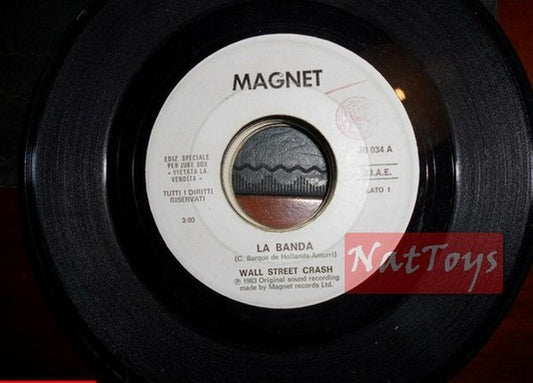 MAGNET
EDIZ. SPECIALE
PER JUKE BOX
« VIETATA LA
VENDITA »
TUTTI I DIRITTI
RISERVATI
3:03
034 A
I.A.E.
LATO 1
LA BANDA
(C. Barque de Hollanda-Amurri)
WALL STREET CRASH
℗ 1983 Original sound recording
made by Magnet records Ltd.
NatToys